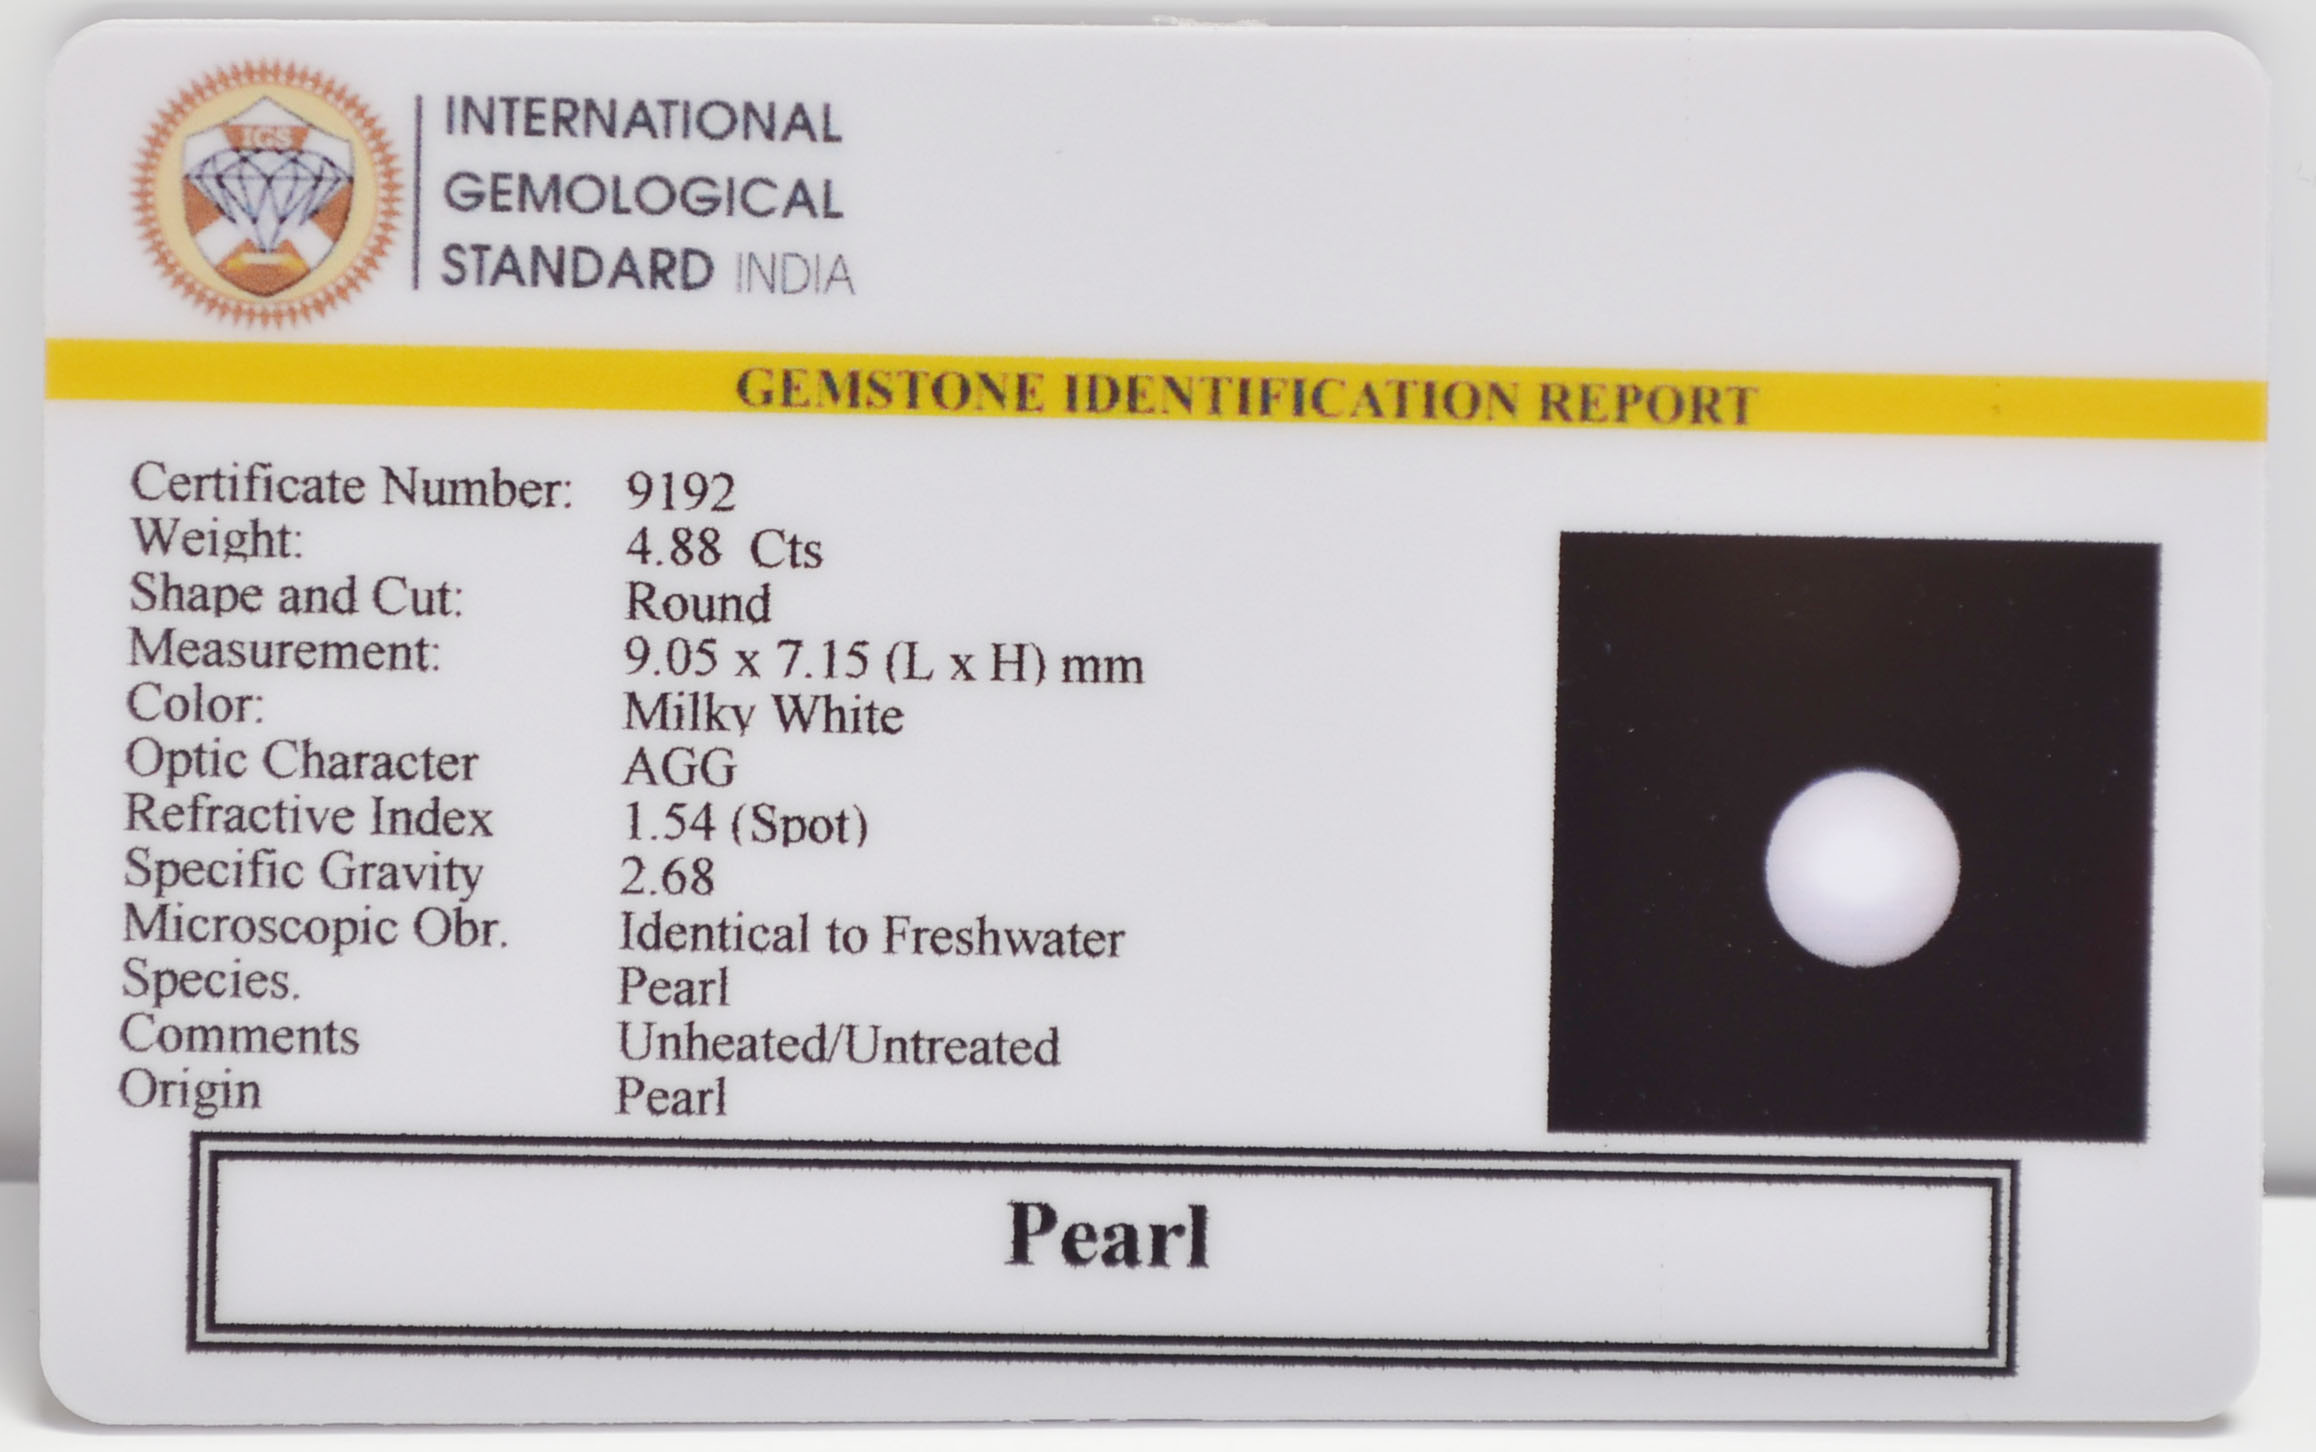 IGS
INTERNATIONAL
GEMOLOGICAL
STANDARD INDIA
GEMSTONE IDENTIFICATION REPORT
Certificate Number: 9192
Weight: 4.88 Cts
Shape and Cut: Round
Measurement: 9.05 x 7.15 (L x H) mm
Color: Milky White
Optic Character AGG
Refractive Index 1.54 (Spot)
Specific Gravity 2.68
Microscopic Obr. Identical to Freshwater
Species. Pearl
Comments Unheated/Untreated
Origin Pearl
Pearl